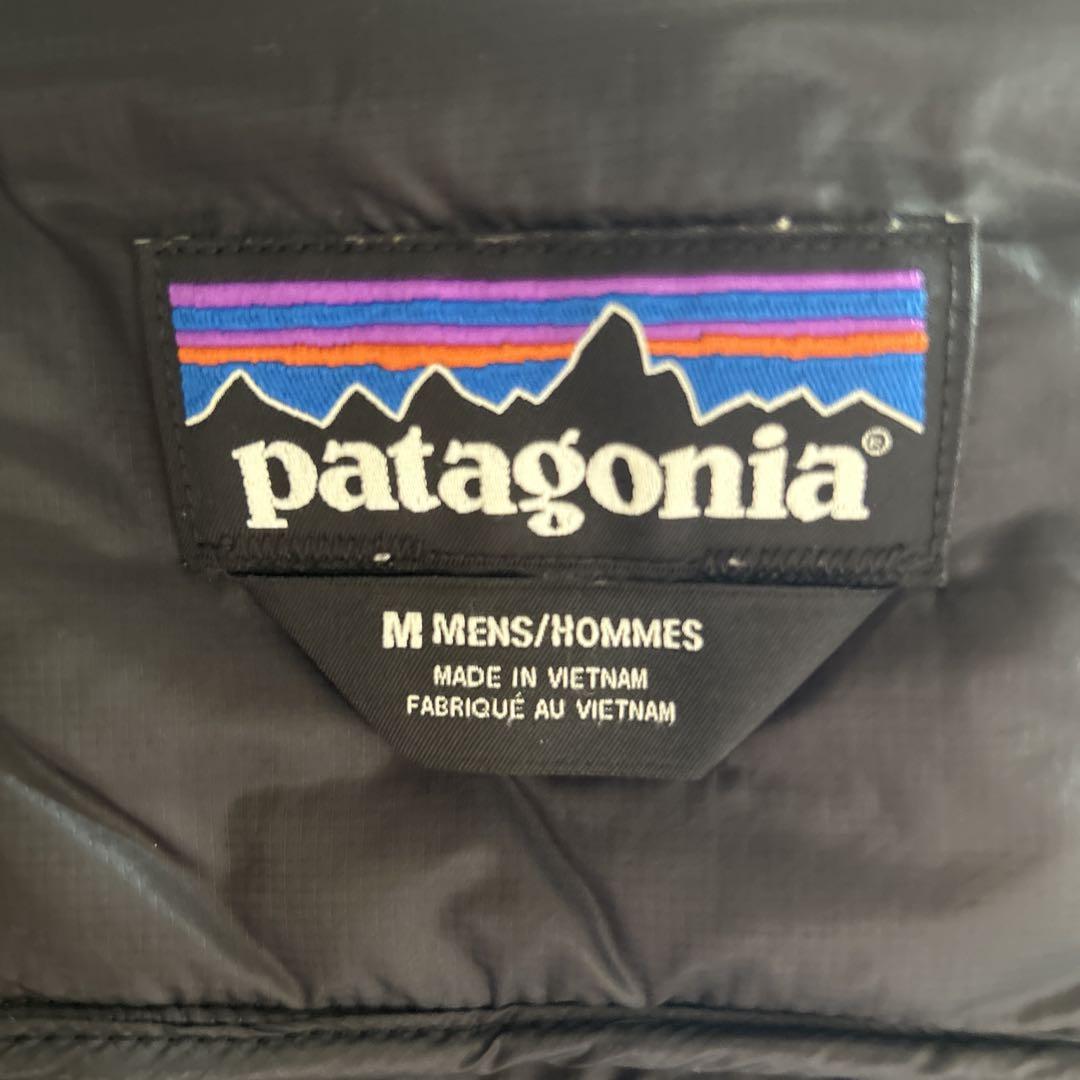 patagonia®
M MENS/HOMMES
MADE IN VIETNAM
FABRIQUÉ AU VIETNAM